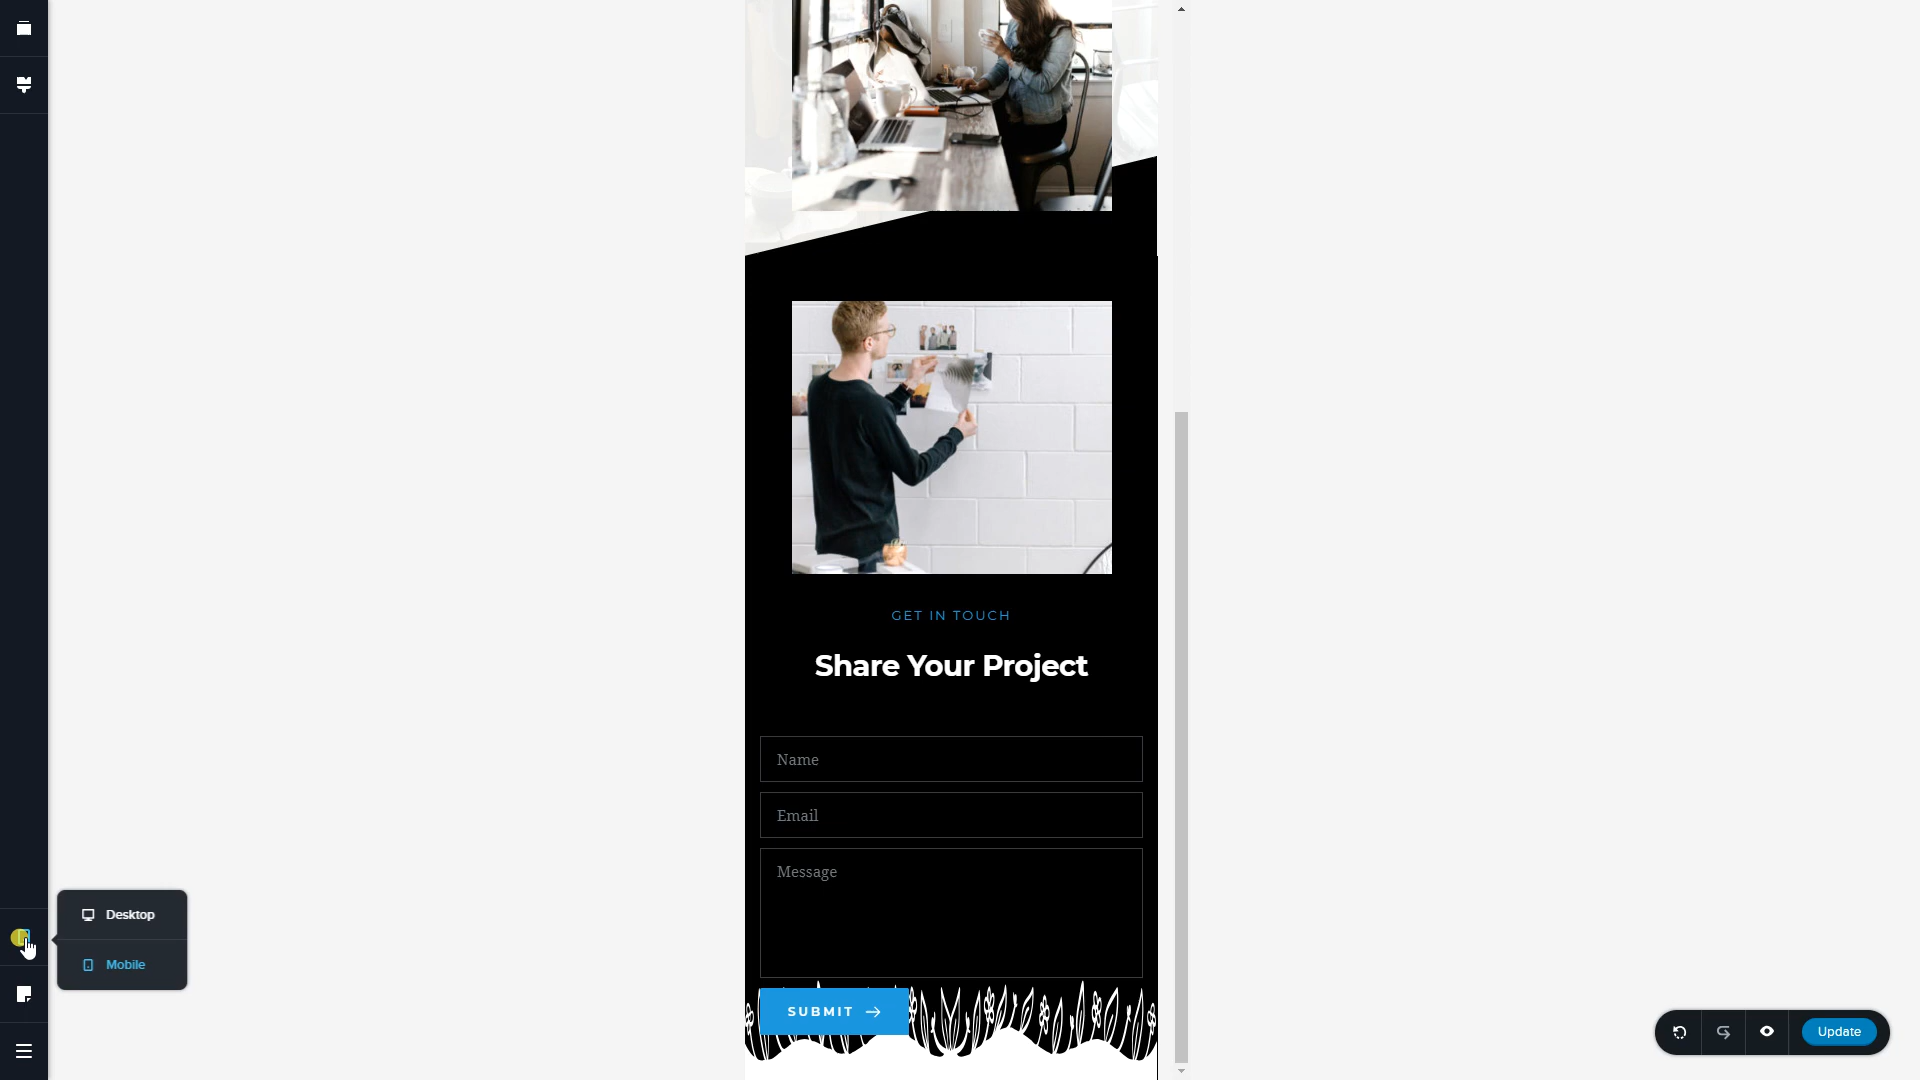 GET IN TOUCH
Share Your Project
Name
Email
Message
SUBMIT
Desktop
Mobile
Update